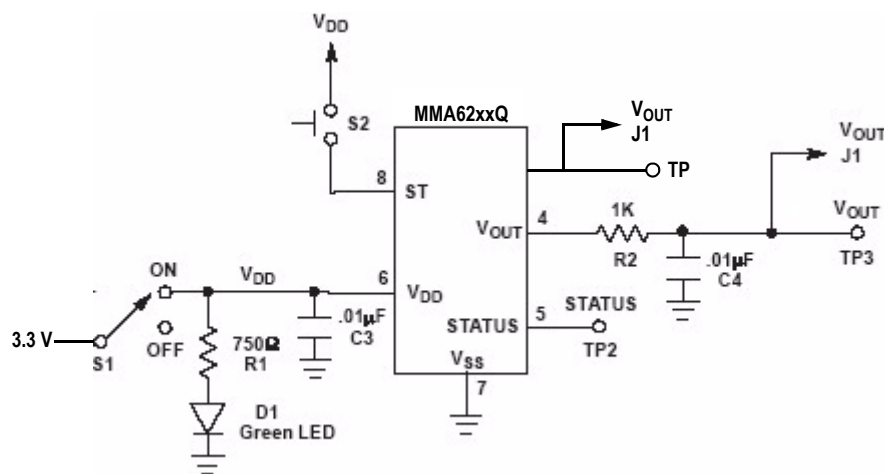 VDD
MMA62xxQ
VOUT
J1
S2
TP
VOUT
J1
8
ST
1K
4
VOUT
VOUT
R2
.01μF
C4
TP3
ON
VDD
6
VDD
.01μF
C3
STATUS
5
STATUS
TP2
3.3 V
S1
OFF
750Ω
R1
VSS
7
D1
Green LED